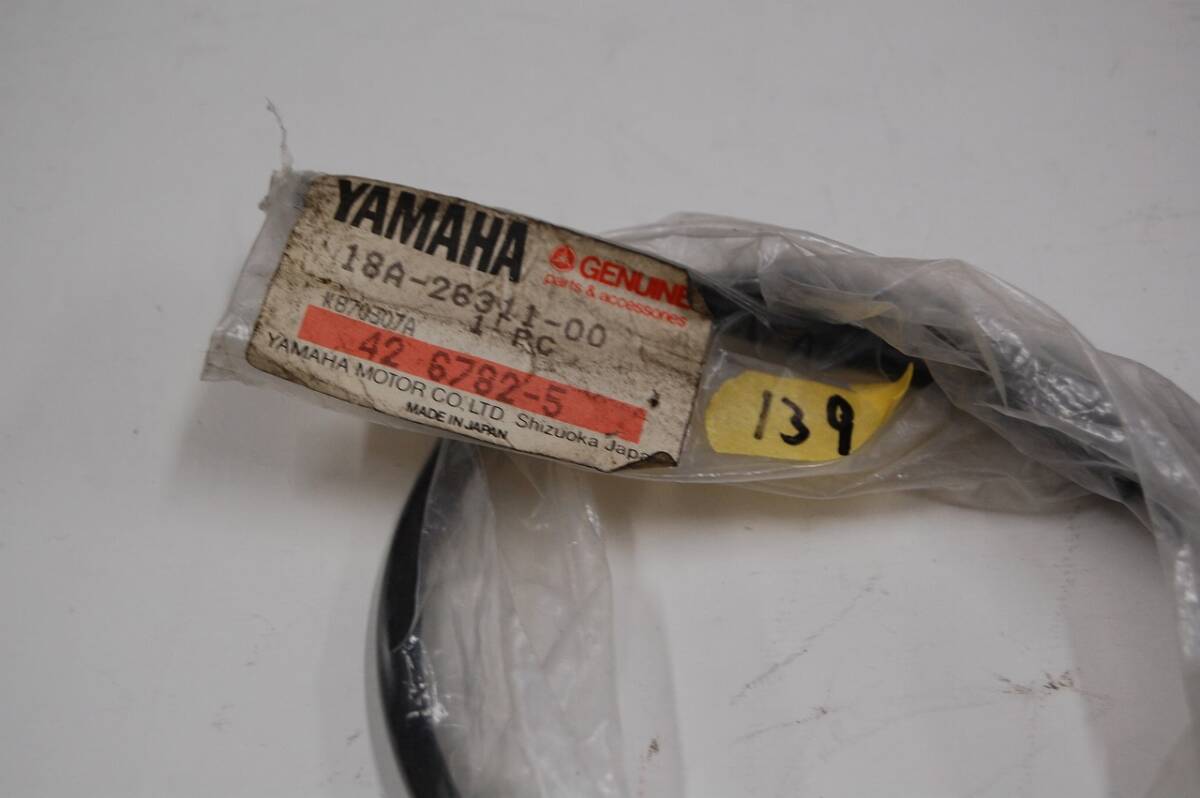 YAMAHA
GENUINE
parts & accessories
18A-26311-00
K870307A 1 PC
42 6782-5
YAMAHA MOTOR CO. LTD. Shizuoka Japan
MADE IN JAPAN
139